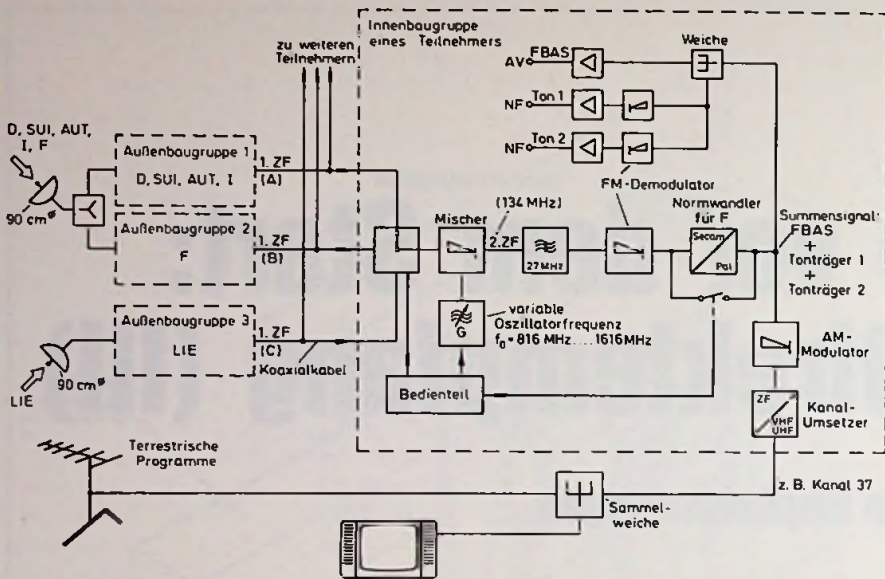 Innenbaugruppe
eines Teilnehmers
zu weiteren
Teilnehmern
Weiche
FBAS
AV
Ton 1
NF
Ton 2
NF
FM-Demodulator
D, SUI, AUT,
I, F
90 cm ø
Außenbaugruppe 1
D, SUI, AUT, I
1. ZF
(A)
Außenbaugruppe 2
F
1. ZF
(B)
Außenbaugruppe 3
LIE
1. ZF
(C)
Koaxialkabel
90 cm ø
LIE
Mischer
(134 MHz)
2. ZF
27 MHz
Normwandler
für F
Secam
Pal
Summensignal:
FBAS
+
Tonträger 1
+
Tonträger 2
G
variable
Oszillatorfrequenz
f₀ = 816 MHz....1616 MHz
Bedienteil
AM-
Modulator
ZF
VHF
UHF
Kanal-
Umsetzer
Terrestrische
Programme
z. B. Kanal 37
Sammel-
weiche